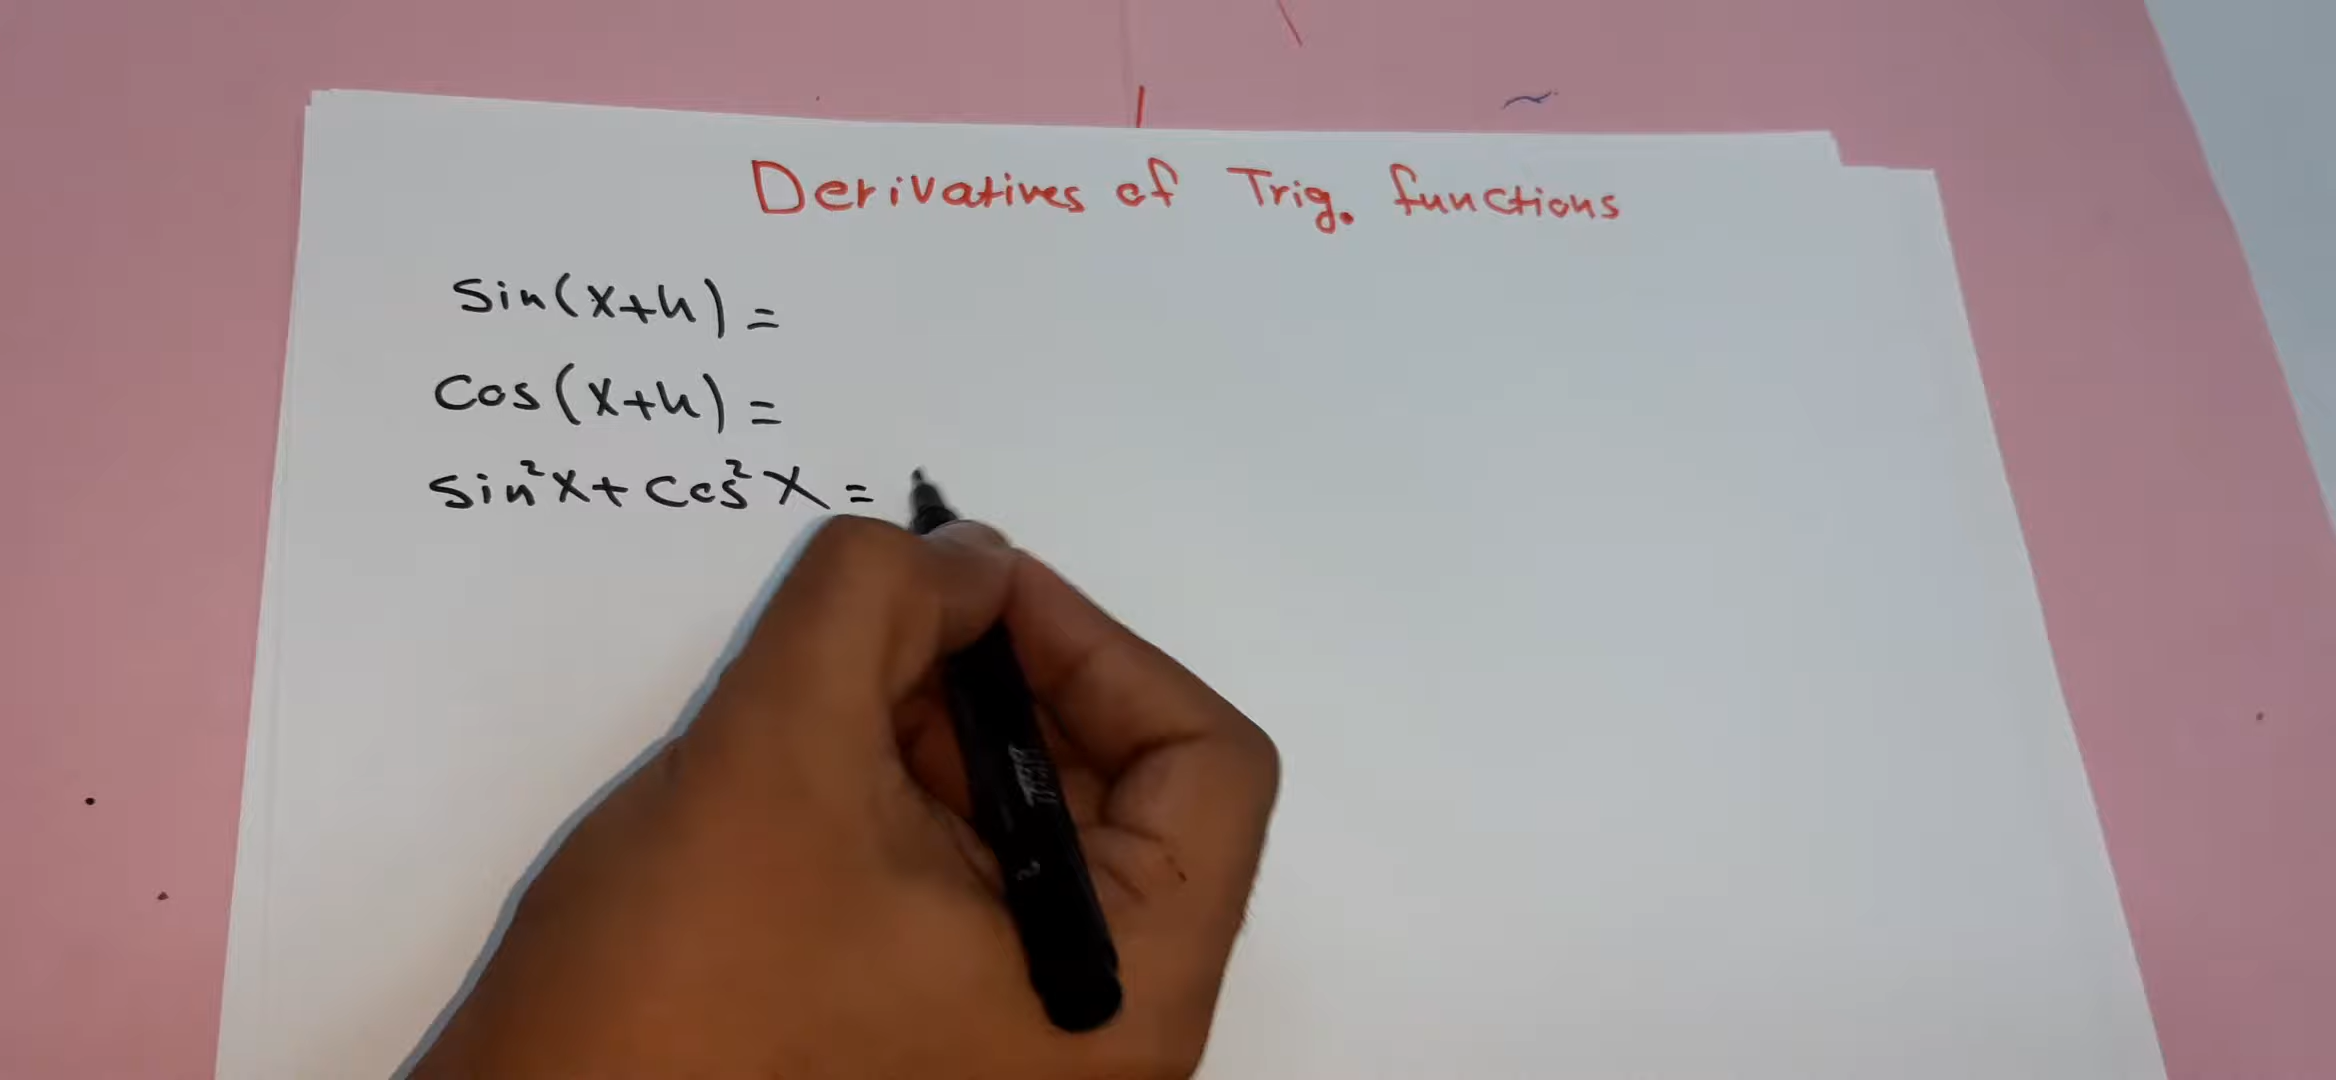 Derivatives of Trig. functions
Sin(x+h) =
Cos(x+h) =
Sin²x + Cos²x =